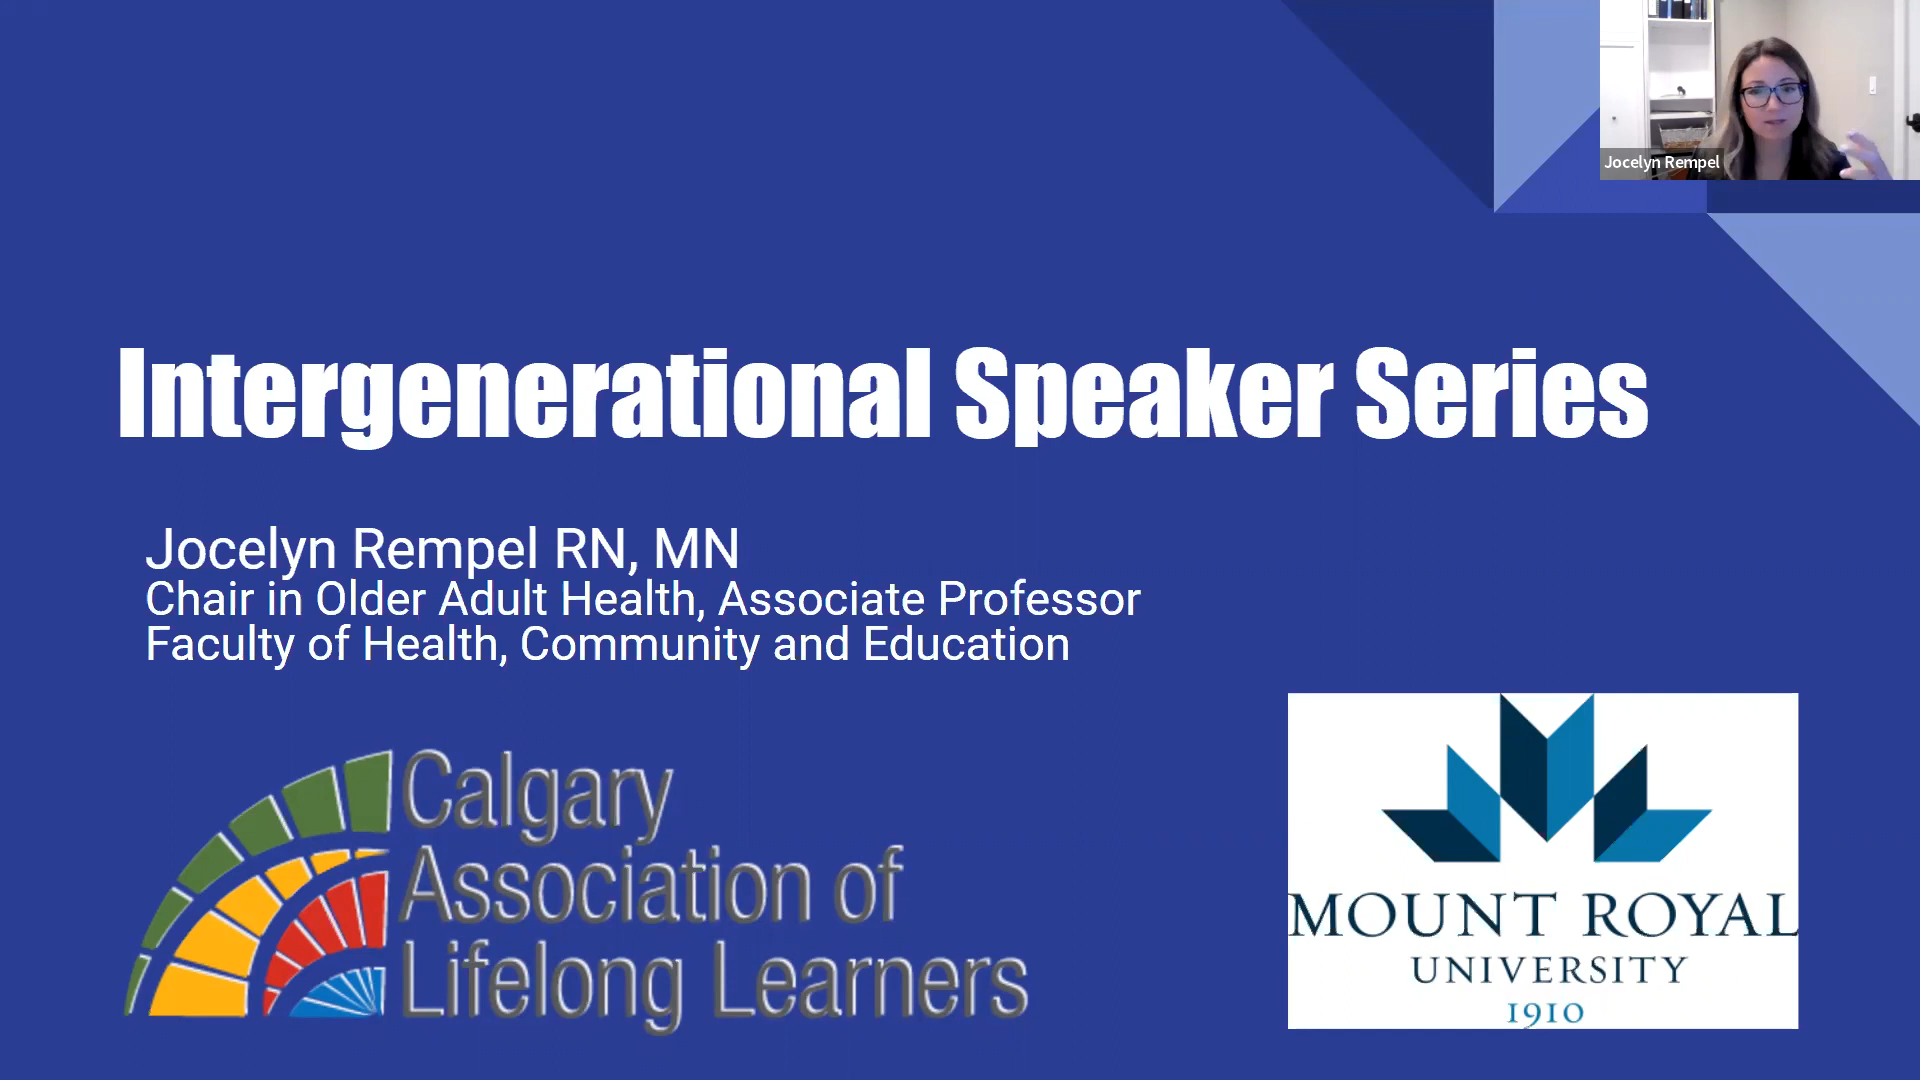 Jocelyn Rempel
Intergenerational Speaker Series
Jocelyn Rempel RN, MN
Chair in Older Adult Health, Associate Professor
Faculty of Health, Community and Education
Calgary
Association of
Lifelong Learners
MOUNT ROYAL
UNIVERSITY
1910